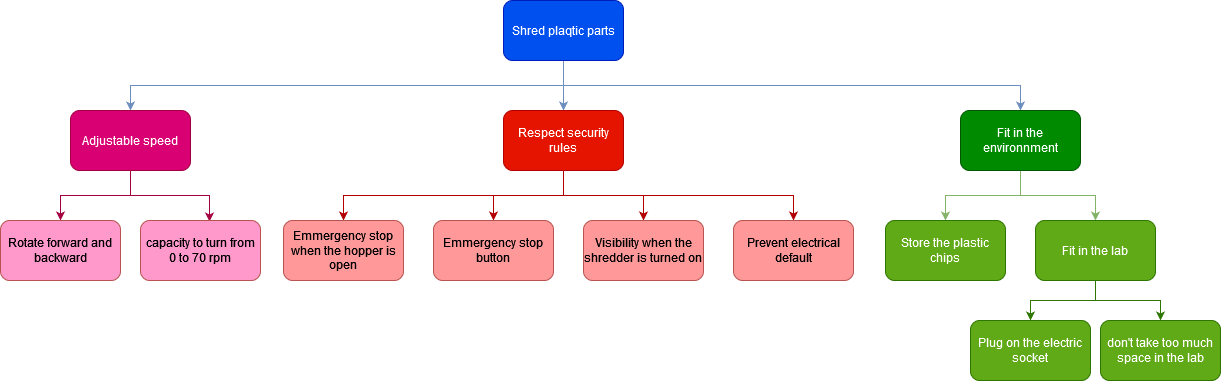 Shred plaqtic parts
Adjustable speed
Respect security
rules
Fit in the
environnment
Rotate forward and
backward
capacity to turn from
0 to 70 rpm
Emmergency stop
when the hopper is
open
Emmergency stop
button
Visibility when the
shredder is turned on
Prevent electrical
default
Store the plastic
chips
Fit in the lab
Plug on the electric
socket
don't take too much
space in the lab